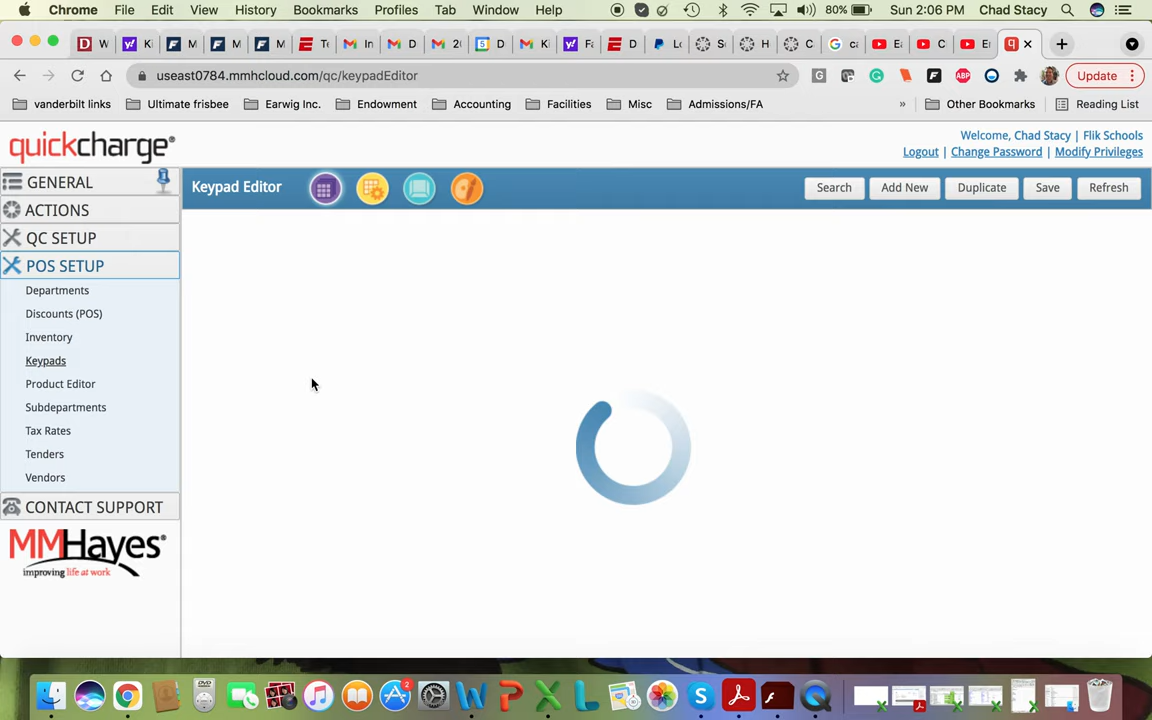 Chrome File Edit View History Bookmarks Profiles Tab Window Help 80% Sun 2:06 PM Chad Stacy
useast0784.mmhcloud.com/qc/keypadEditor Update
vanderbilt links Ultimate frisbee Earwig Inc. Endowment Accounting Facilities Misc Admissions/FA » Other Bookmarks Reading List
quickcharge®
Welcome, Chad Stacy | Flik Schools
Logout | Change Password | Modify Privileges
GENERAL
Keypad Editor Search Add New Duplicate Save Refresh
ACTIONS
QC SETUP
POS SETUP
Departments
Discounts (POS)
Inventory
Keypads
Product Editor
Subdepartments
Tax Rates
Tenders
Vendors
CONTACT SUPPORT
MMHayes®
improving life at work